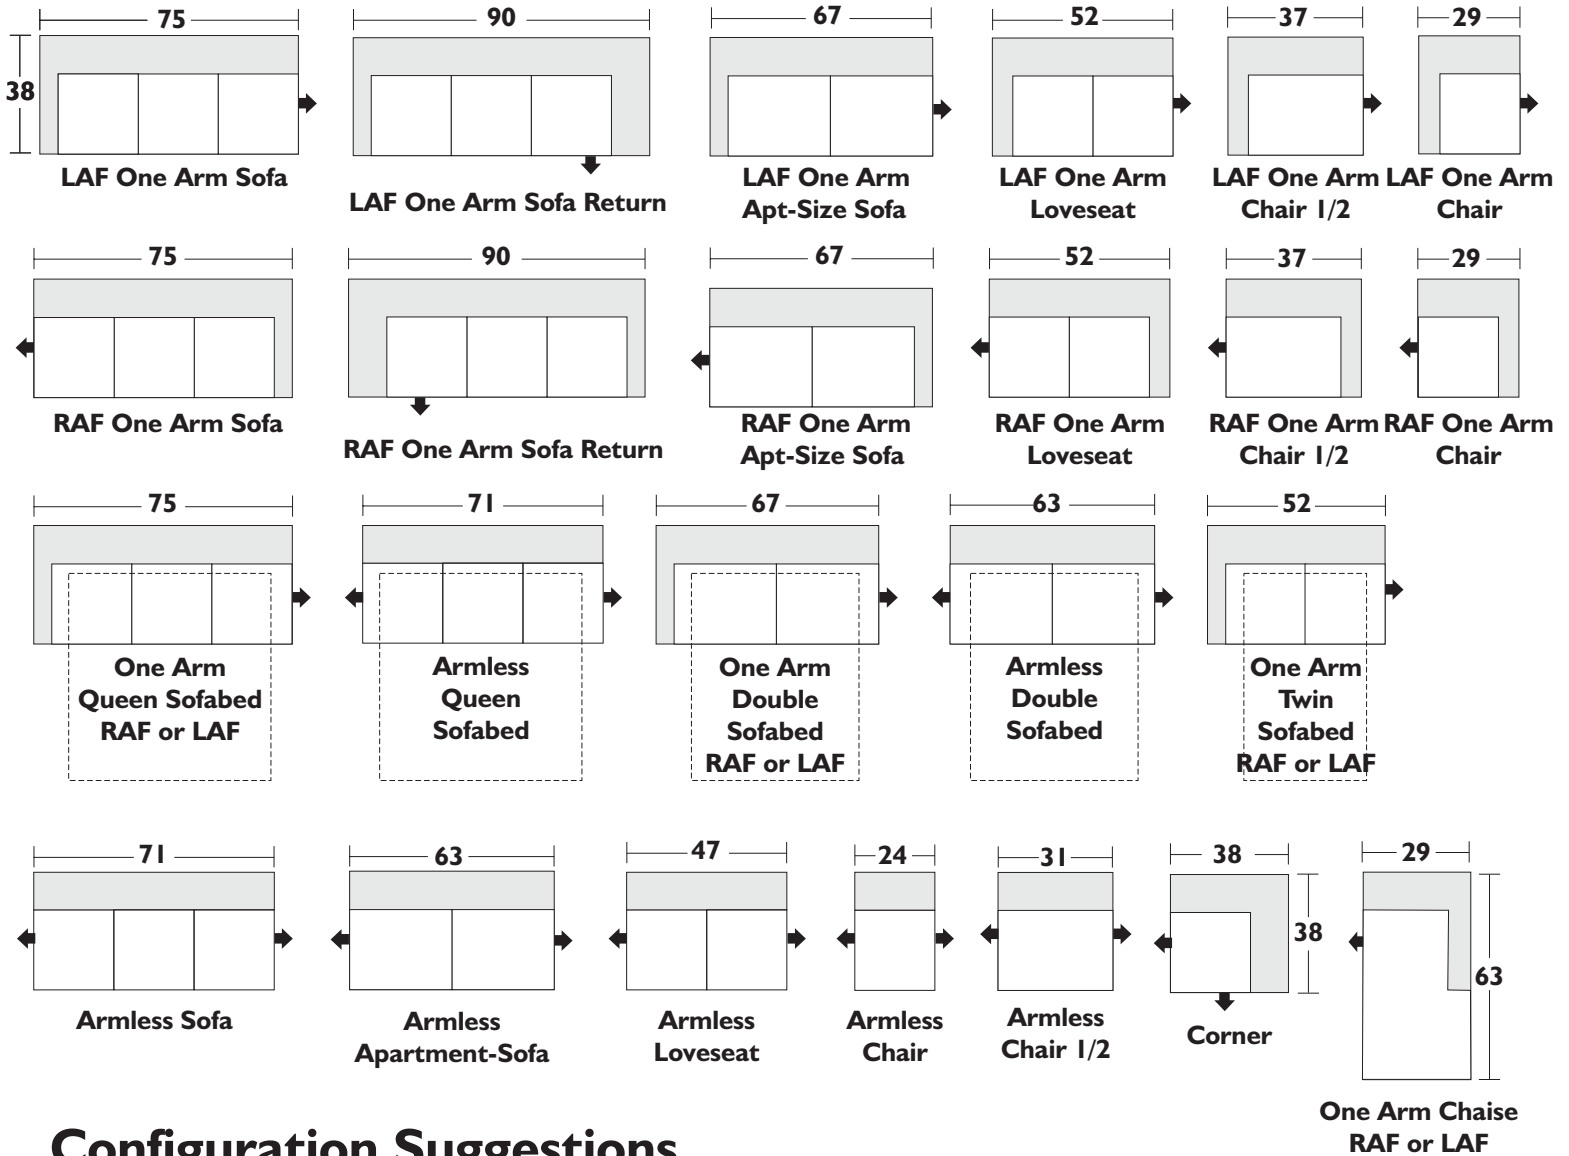 75
90
67
52
37
29
38
LAF One Arm Sofa
LAF One Arm Sofa Return
LAF One Arm
Apt-Size Sofa
LAF One Arm
Loveseat
LAF One Arm
Chair 1/2
LAF One Arm
Chair
75
90
67
52
37
29
RAF One Arm Sofa
RAF One Arm Sofa Return
RAF One Arm
Apt-Size Sofa
RAF One Arm
Loveseat
RAF One Arm
Chair 1/2
RAF One Arm
Chair
75
71
67
63
52
One Arm
Queen Sofabed
RAF or LAF
Armless
Queen
Sofabed
One Arm
Double
Sofabed
RAF or LAF
Armless
Double
Sofabed
One Arm
Twin
Sofabed
RAF or LAF
71
63
47
24
31
38
29
38
63
Armless Sofa
Armless
Apartment-Sofa
Armless
Loveseat
Armless
Chair
Armless
Chair 1/2
Corner
One Arm Chaise
RAF or LAF
Configuration Suggestions